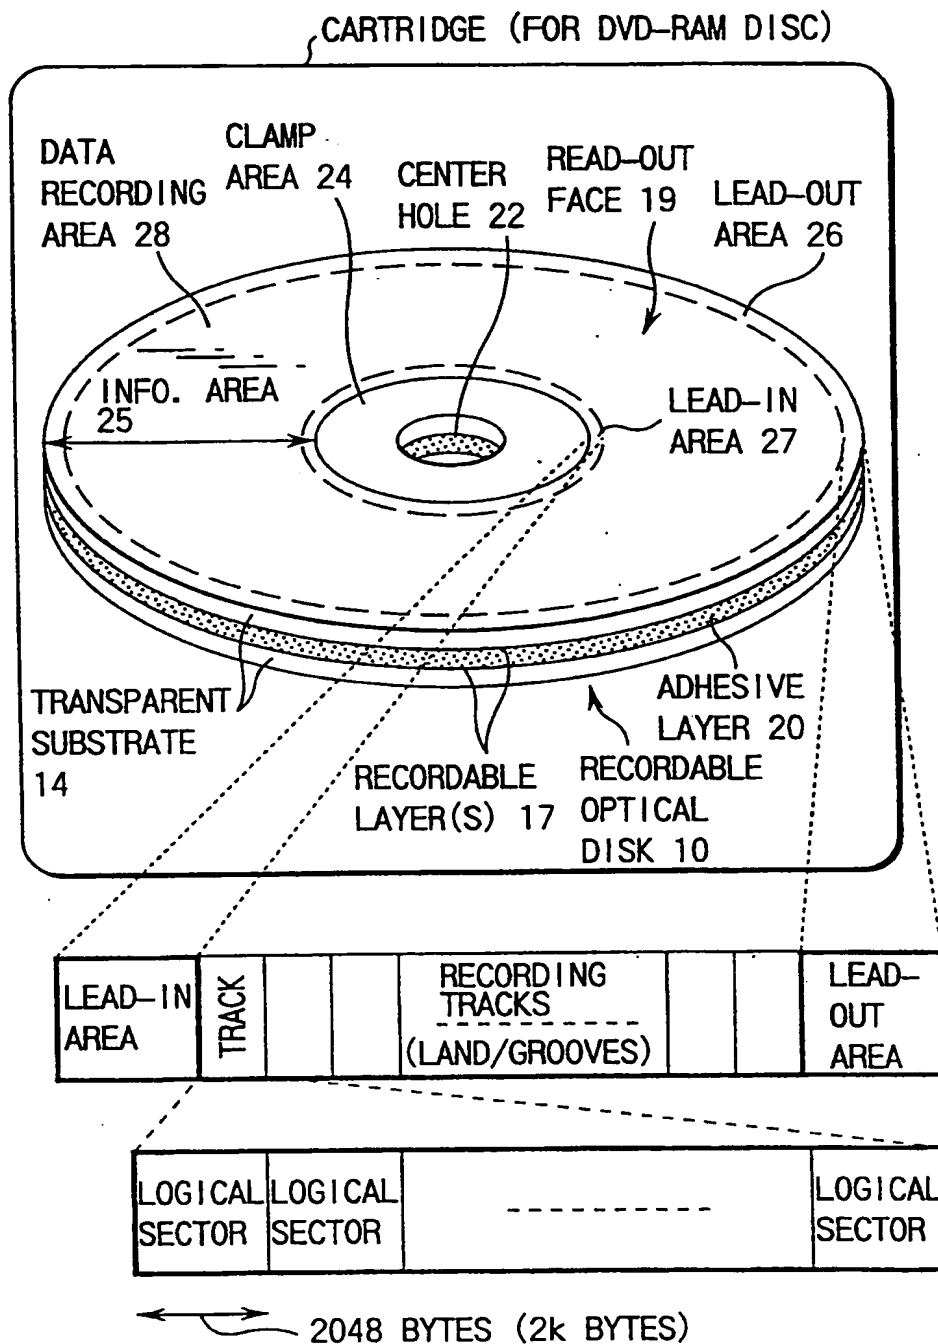 CARTRIDGE (FOR DVD-RAM DISC)
DATA
RECORDING
AREA 28
CLAMP
AREA 24
CENTER
HOLE 22
READ-OUT
FACE 19
LEAD-OUT
AREA 26
INFO. AREA
25
LEAD-IN
AREA 27
TRANSPARENT
SUBSTRATE
14
RECORDABLE
LAYER(S) 17
RECORDABLE
OPTICAL
DISK 10
ADHESIVE
LAYER 20
LEAD-IN
AREA
TRACK
RECORDING
TRACKS
(LAND/GROOVES)
LEAD-
OUT
AREA
LOGICAL
SECTOR
LOGICAL
SECTOR
LOGICAL
SECTOR
2048 BYTES (2k BYTES)